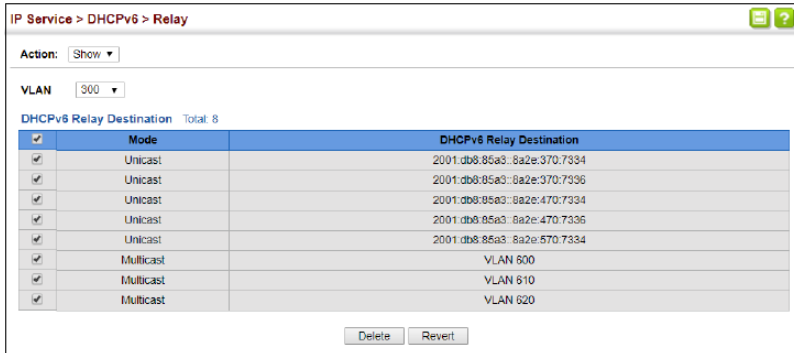 IP Service > DHCPv6 > Relay
?
Action: Show
VLAN 300
DHCPv6 Relay Destination Total: 8
Mode DHCPv6 Relay Destination
Unicast 2001:db8:85a3::8a2e:370:7334
Unicast 2001:db8:85a3::8a2e:370:7336
Unicast 2001:db8:85a3::8a2e:470:7334
Unicast 2001:db8:85a3::8a2e:470:7336
Unicast 2001:db8:85a3::8a2e:570:7334
Multicast VLAN 600
Multicast VLAN 610
Multicast VLAN 620
Delete Revert